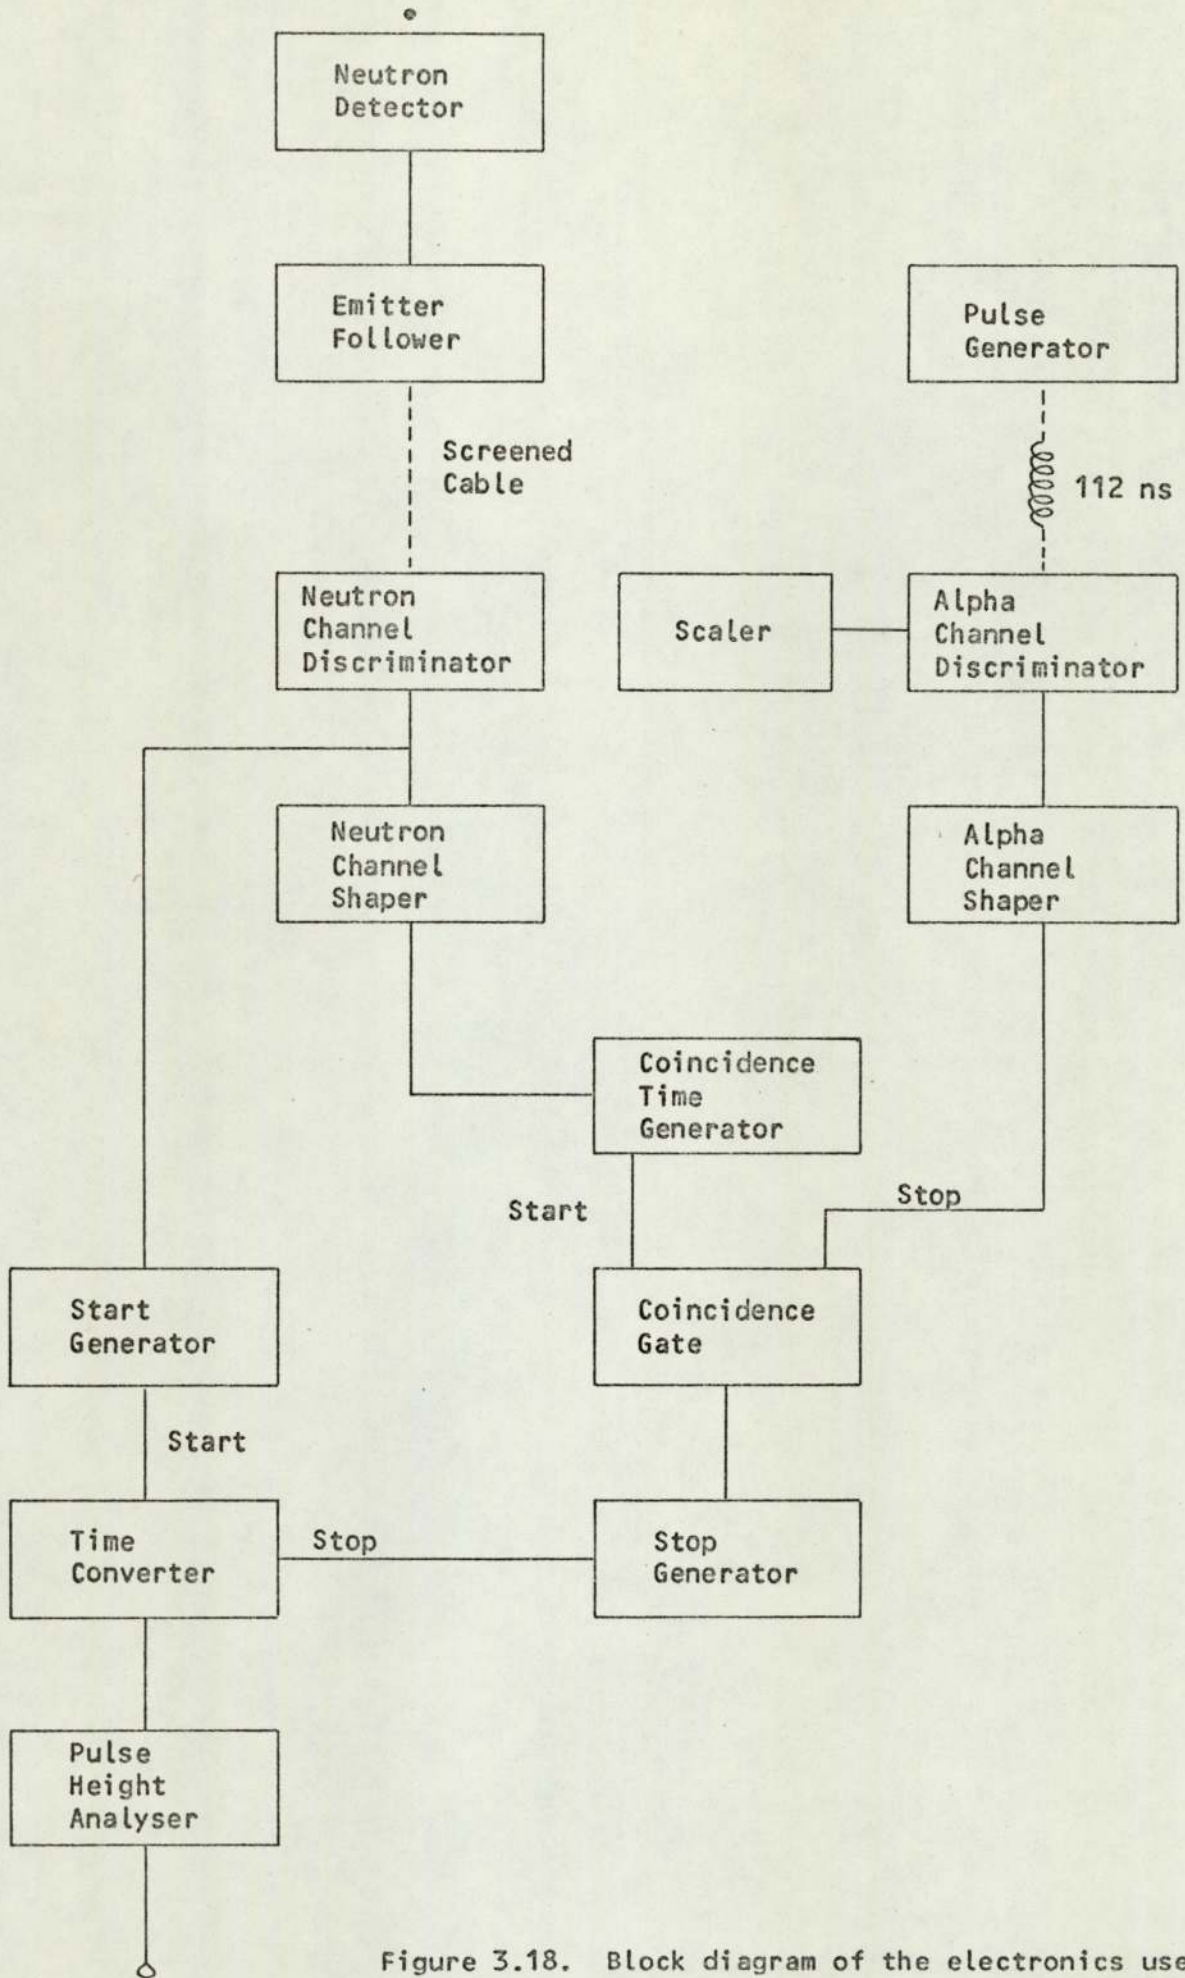 Neutron
Detector
Emitter
Follower
Pulse
Generator
Screened
Cable
112 ns
Neutron
Channel
Discriminator
Scaler
Alpha
Channel
Discriminator
Neutron
Channel
Shaper
Alpha
Channel
Shaper
Coincidence
Time
Generator
Start
Stop
Start
Generator
Coincidence
Gate
Start
Time
Converter
Stop
Stop
Generator
Pulse
Height
Analyser
Figure 3.18. Block diagram of the electronics use